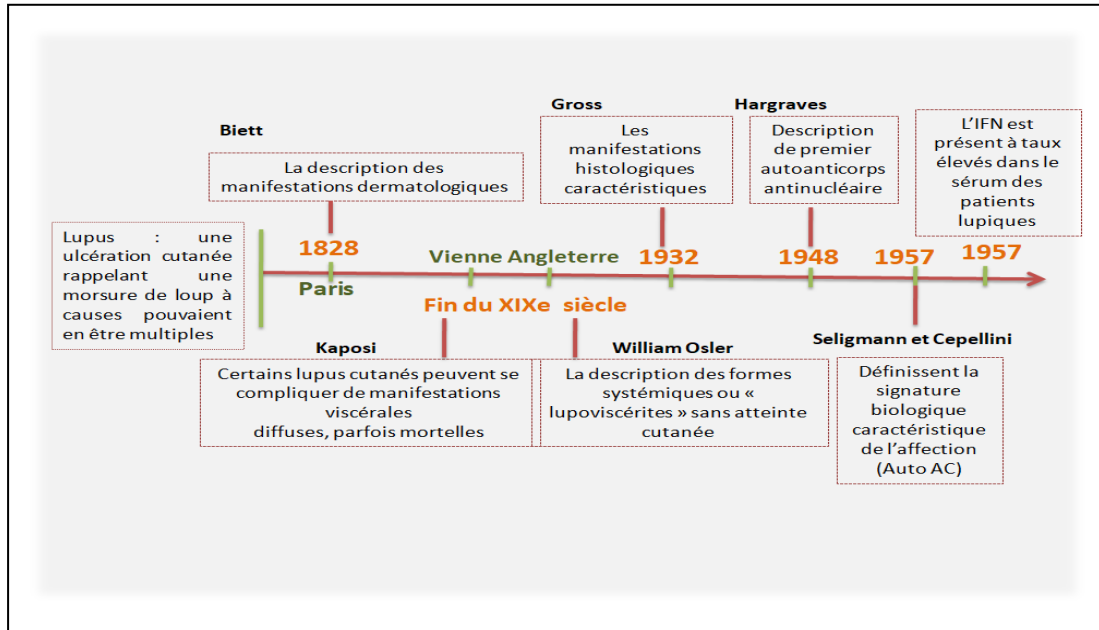 Lupus : une
ulcération cutanée
rappelant une
morsure de loup à
causes pouvaient
en être multiples
Biett
La description des
manifestations dermatologiques
1828
Paris
Vienne Angleterre
Fin du XIXe siècle
Kaposi
Certains lupus cutanés peuvent se
compliquer de manifestations
viscérales
diffuses, parfois mortelles
William Osler
La description des formes
systémiques ou «
lupoviscérites » sans atteinte
cutanée
Gross
Les
manifestations
histologiques
caractéristiques
1932
Hargraves
Description
de premier
autoanticorps
antinucléaire
1948
1957
Seligmann et Cepellini
Définissent la
signature
biologique
caractéristique
de l’affection
(Auto AC)
L’IFN est
présent à taux
élevés dans le
sérum des
patients
lupiques
1957